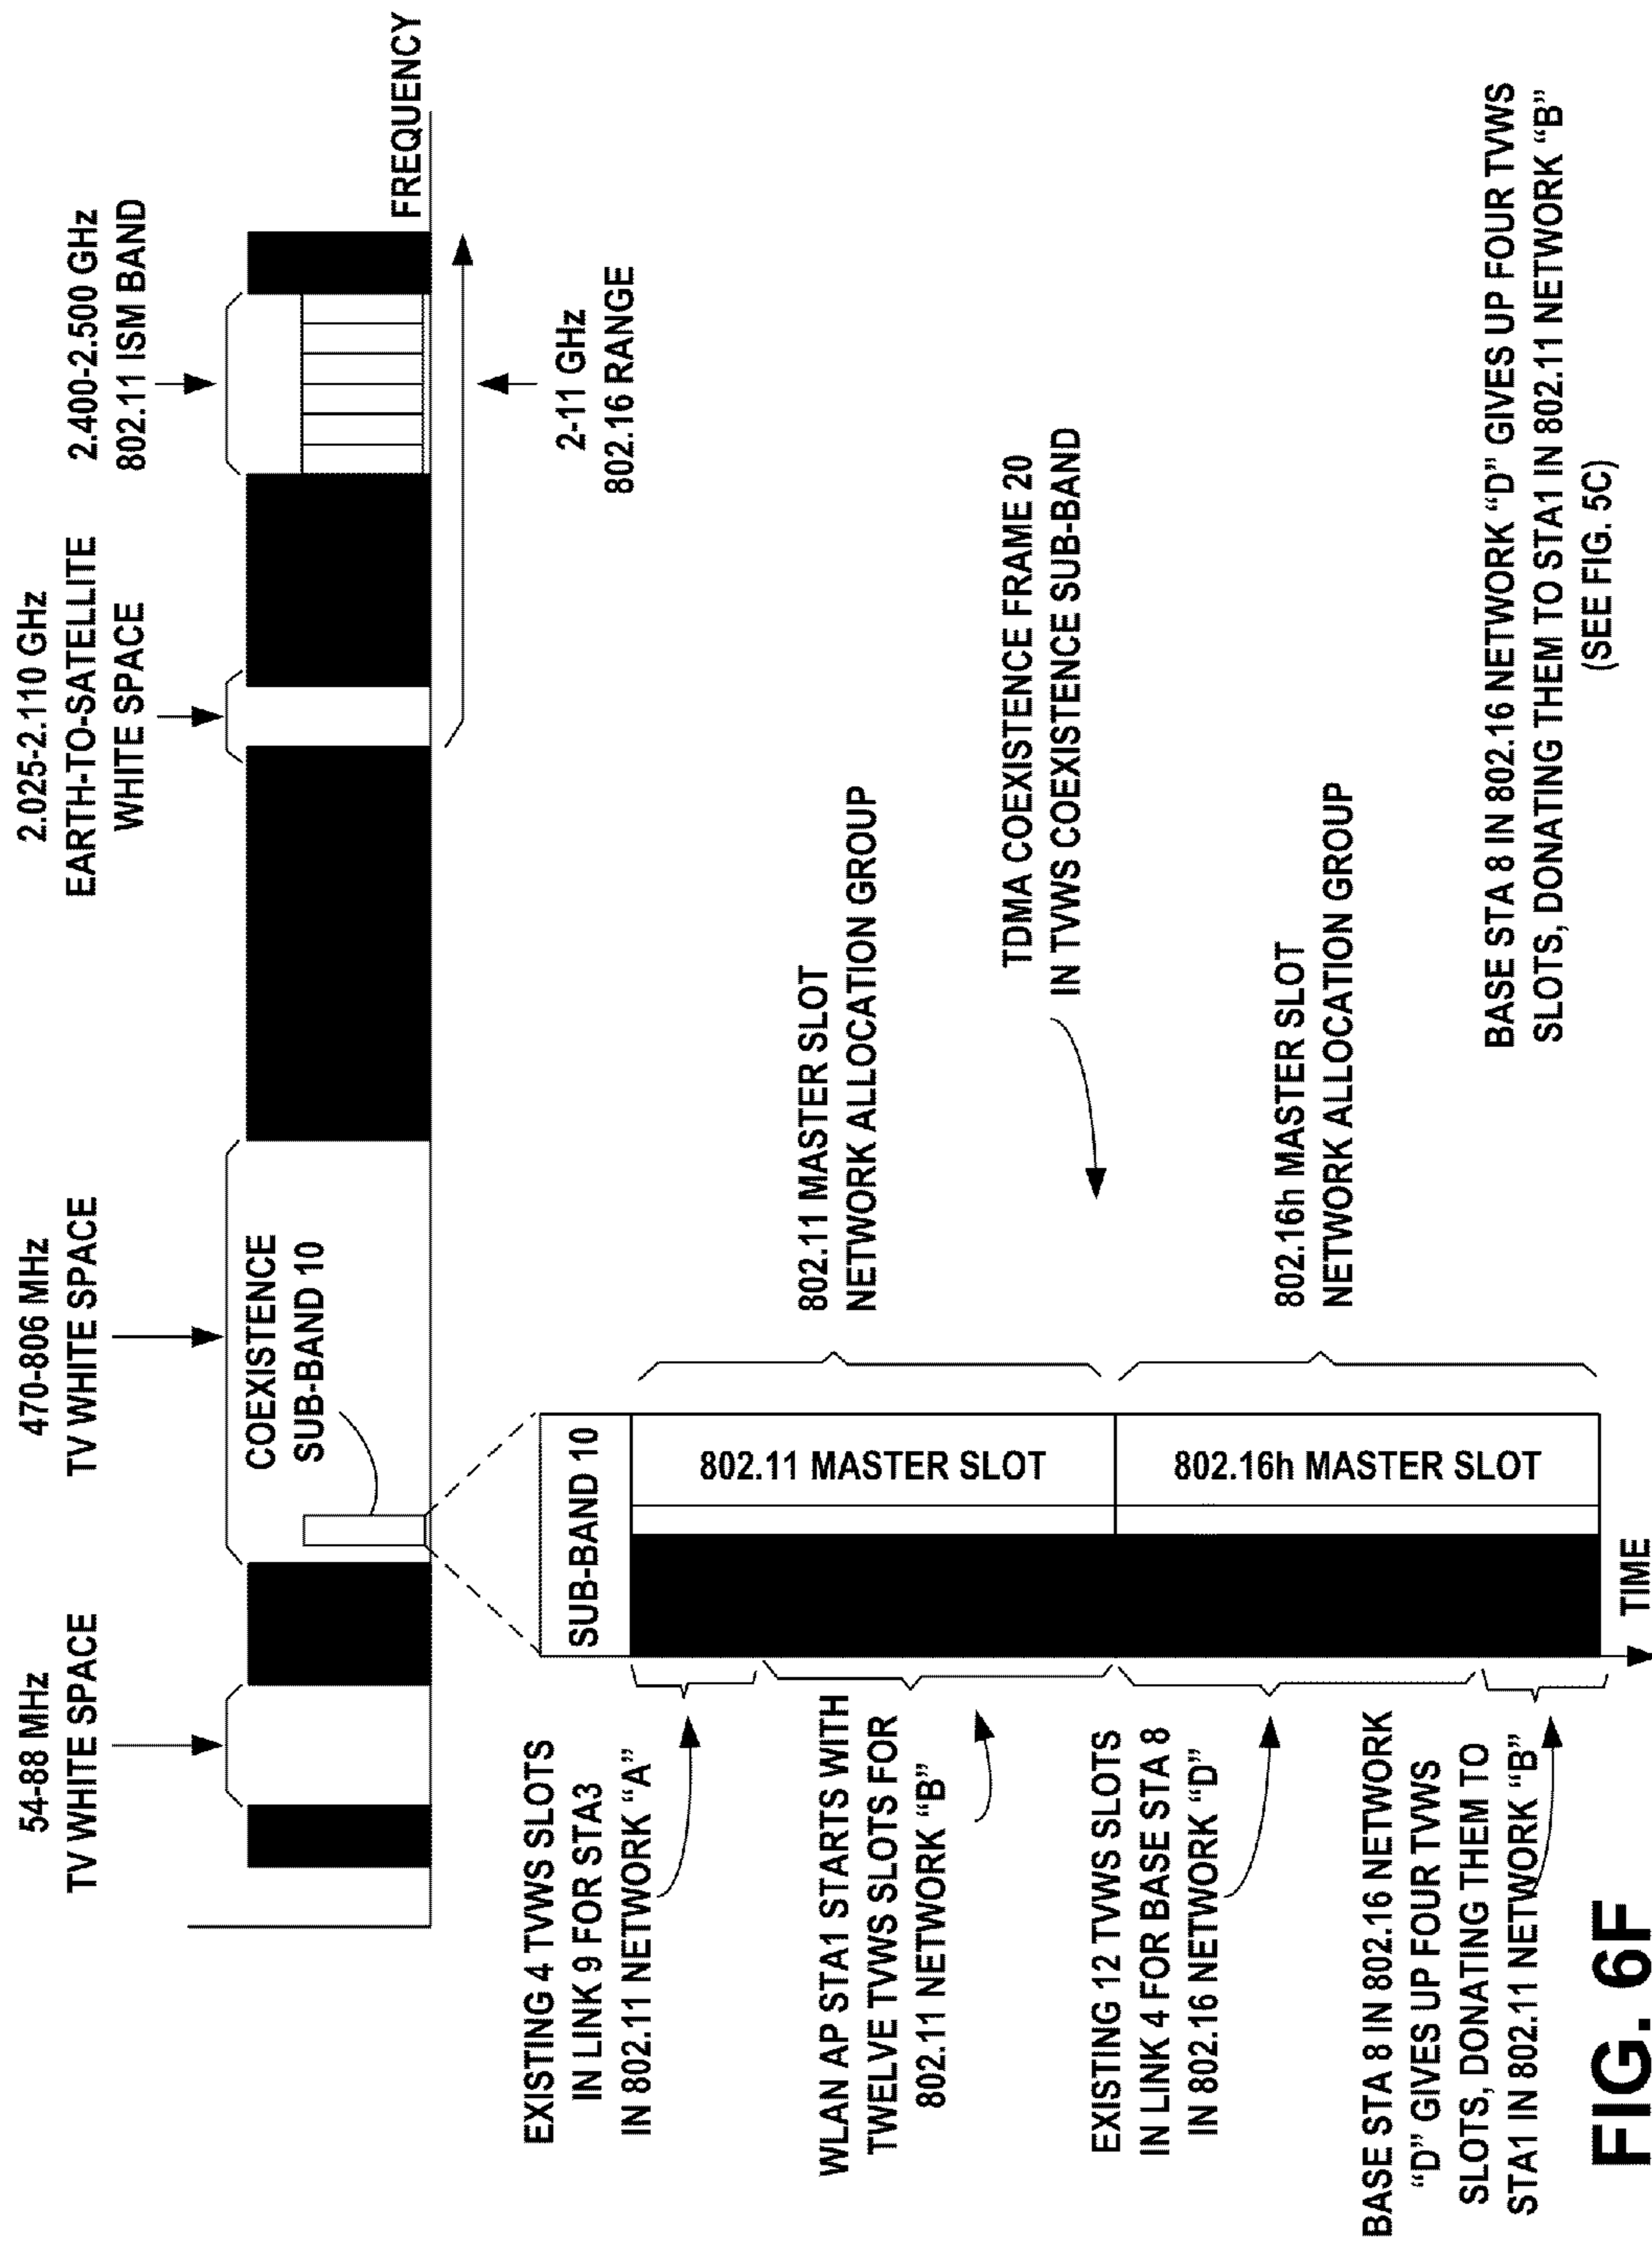 54-88 MHz
TV WHITE SPACE
470-806 MHz
TV WHITE SPACE
2.025-2.110 GHz
EARTH-TO-SATELLITE
WHITE SPACE
2.400-2.500 GHz
802.11 ISM BAND
COEXISTENCE
SUB-BAND 10
FREQUENCY
2-11 GHz
802.16 RANGE
SUB-BAND 10
802.11 MASTER SLOT
802.16h MASTER SLOT
TIME
EXISTING 4 TVWS SLOTS
IN LINK 9 FOR STA3
IN 802.11 NETWORK “A”
WLAN AP STA1 STARTS WITH
TWELVE TVWS SLOTS FOR
802.11 NETWORK “B”
EXISTING 12 TVWS SLOTS
IN LINK 4 FOR BASE STA 8
IN 802.16 NETWORK “D”
BASE STA 8 IN 802.16 NETWORK
“D” GIVES UP FOUR TVWS
SLOTS, DONATING THEM TO
STA1 IN 802.11 NETWORK “B”
802.11 MASTER SLOT
NETWORK ALLOCATION GROUP
TDMA COEXISTENCE FRAME 20
IN TVWS COEXISTENCE SUB-BAND
802.16h MASTER SLOT
NETWORK ALLOCATION GROUP
BASE STA 8 IN 802.16 NETWORK “D” GIVES UP FOUR TVWS
SLOTS, DONATING THEM TO STA1 IN 802.11 NETWORK “B”
(SEE FIG. 5C)
FIG. 6F